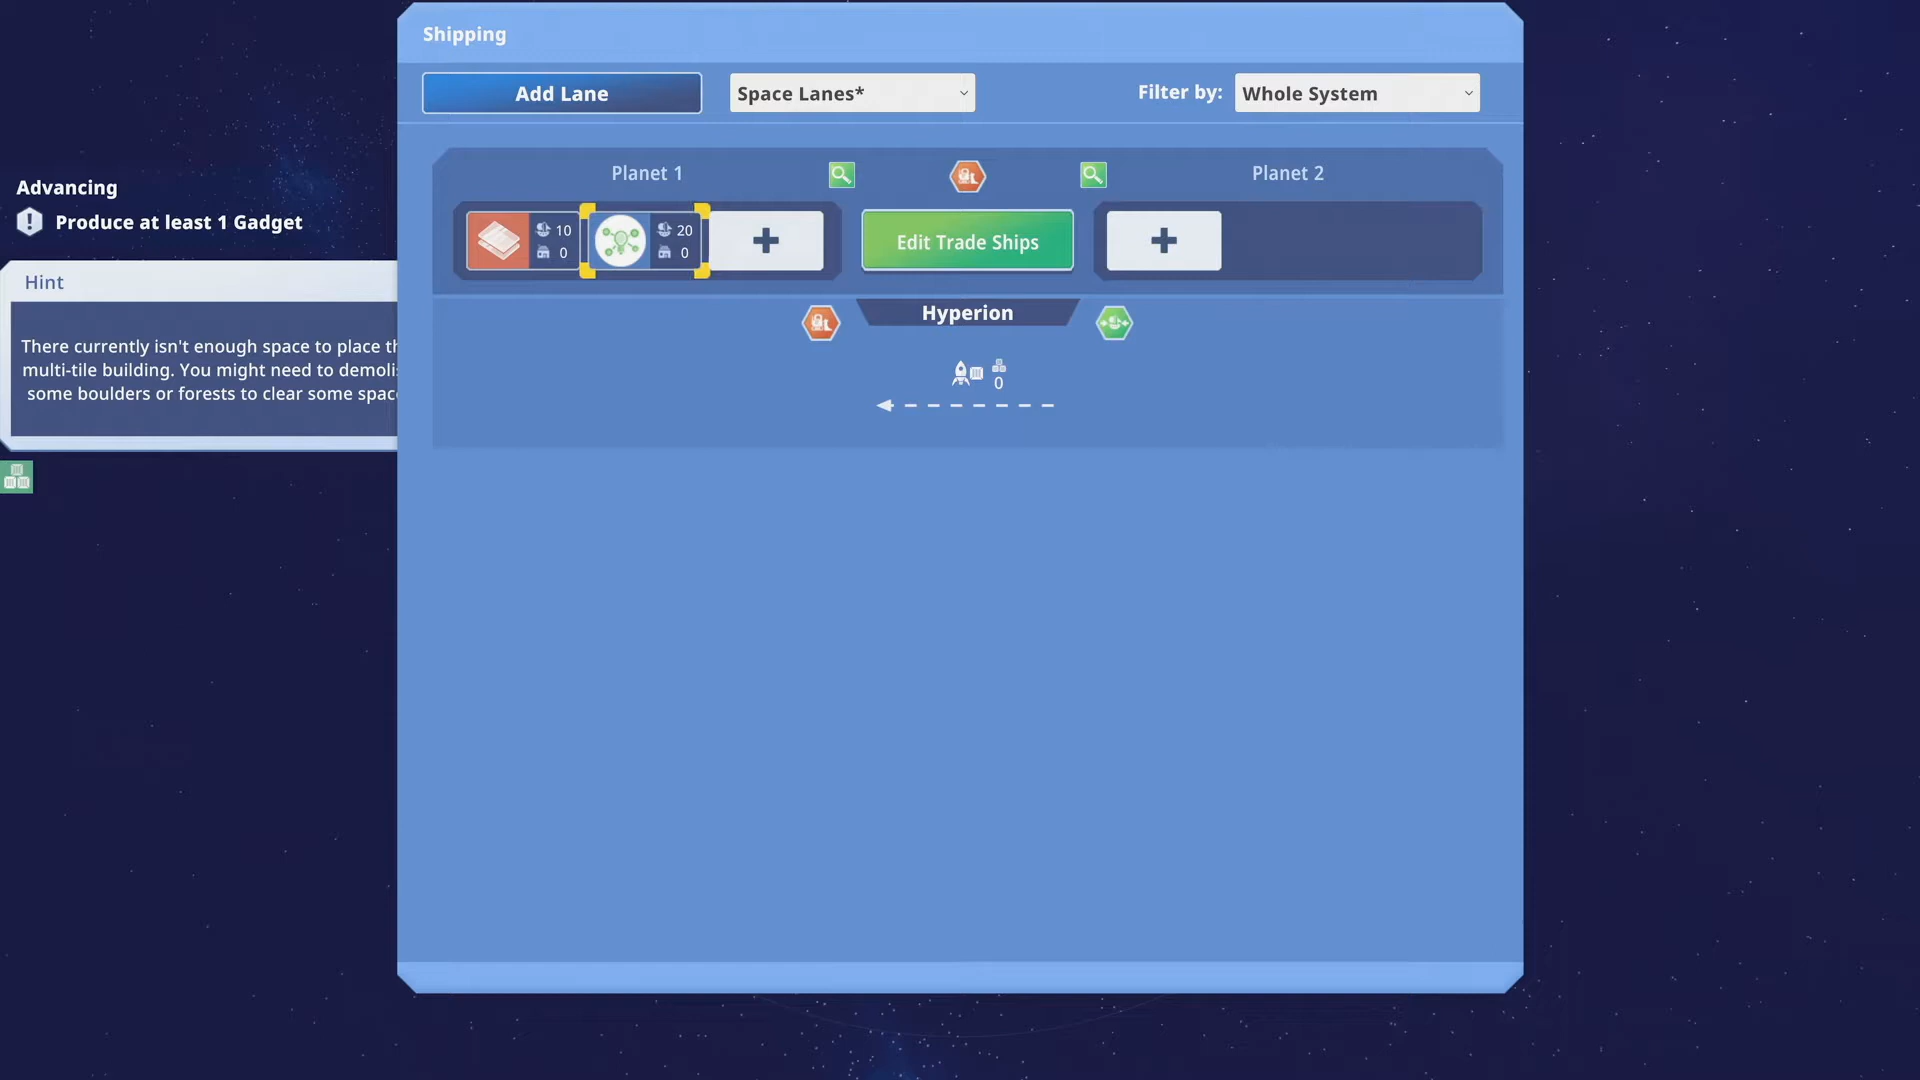 Shipping
Add Lane
Space Lanes*
Filter by:
Whole System
Advancing
Produce at least 1 Gadget
Hint
There currently isn't enough space to place th
multi-tile building. You might need to demoli
some boulders or forests to clear some spac
Planet 1
Planet 2
10
0
20
0
Edit Trade Ships
Hyperion
0